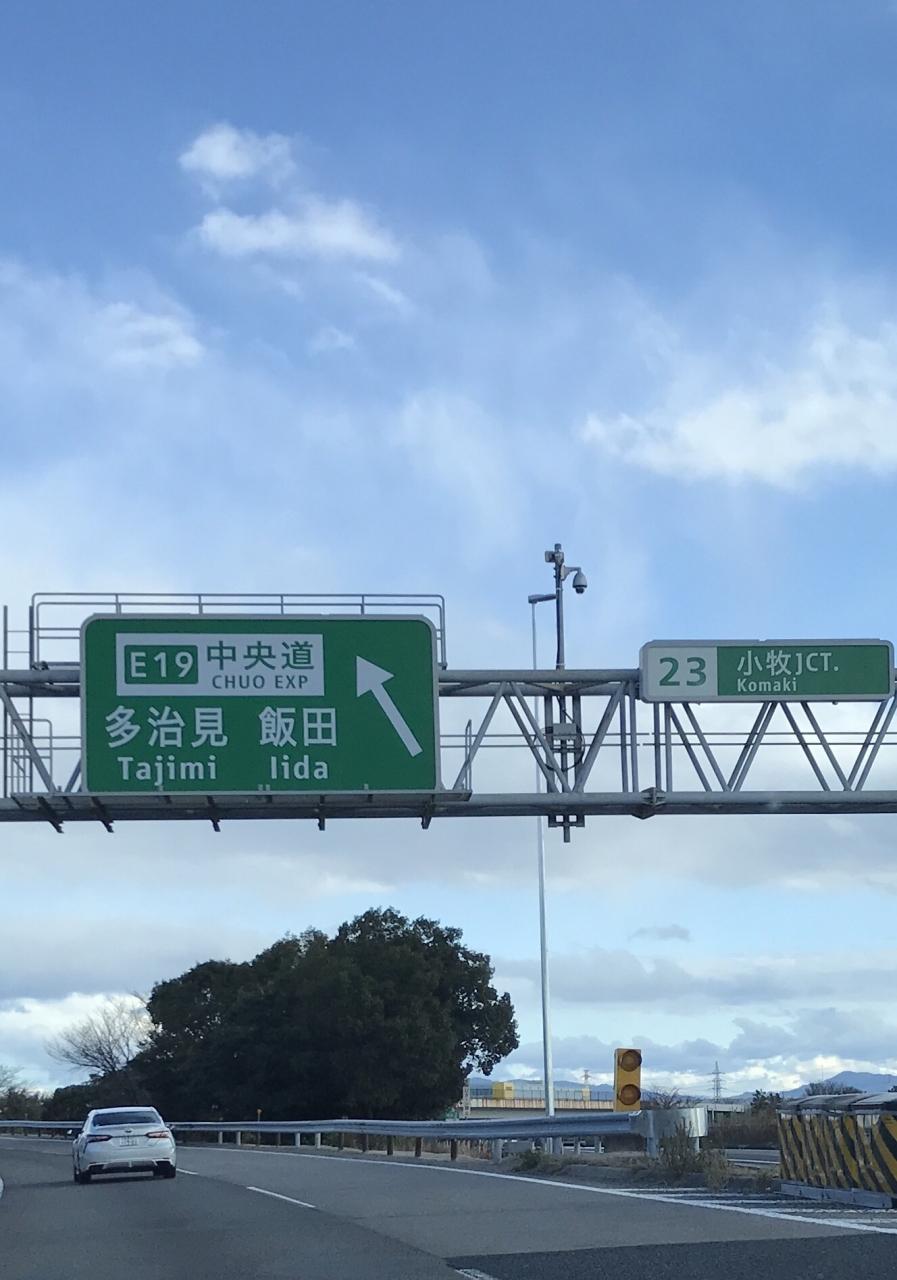 E19 中央道
CHUO EXP
多治見 飯田
Tajimi Iida
23 小牧JCT.
Komaki